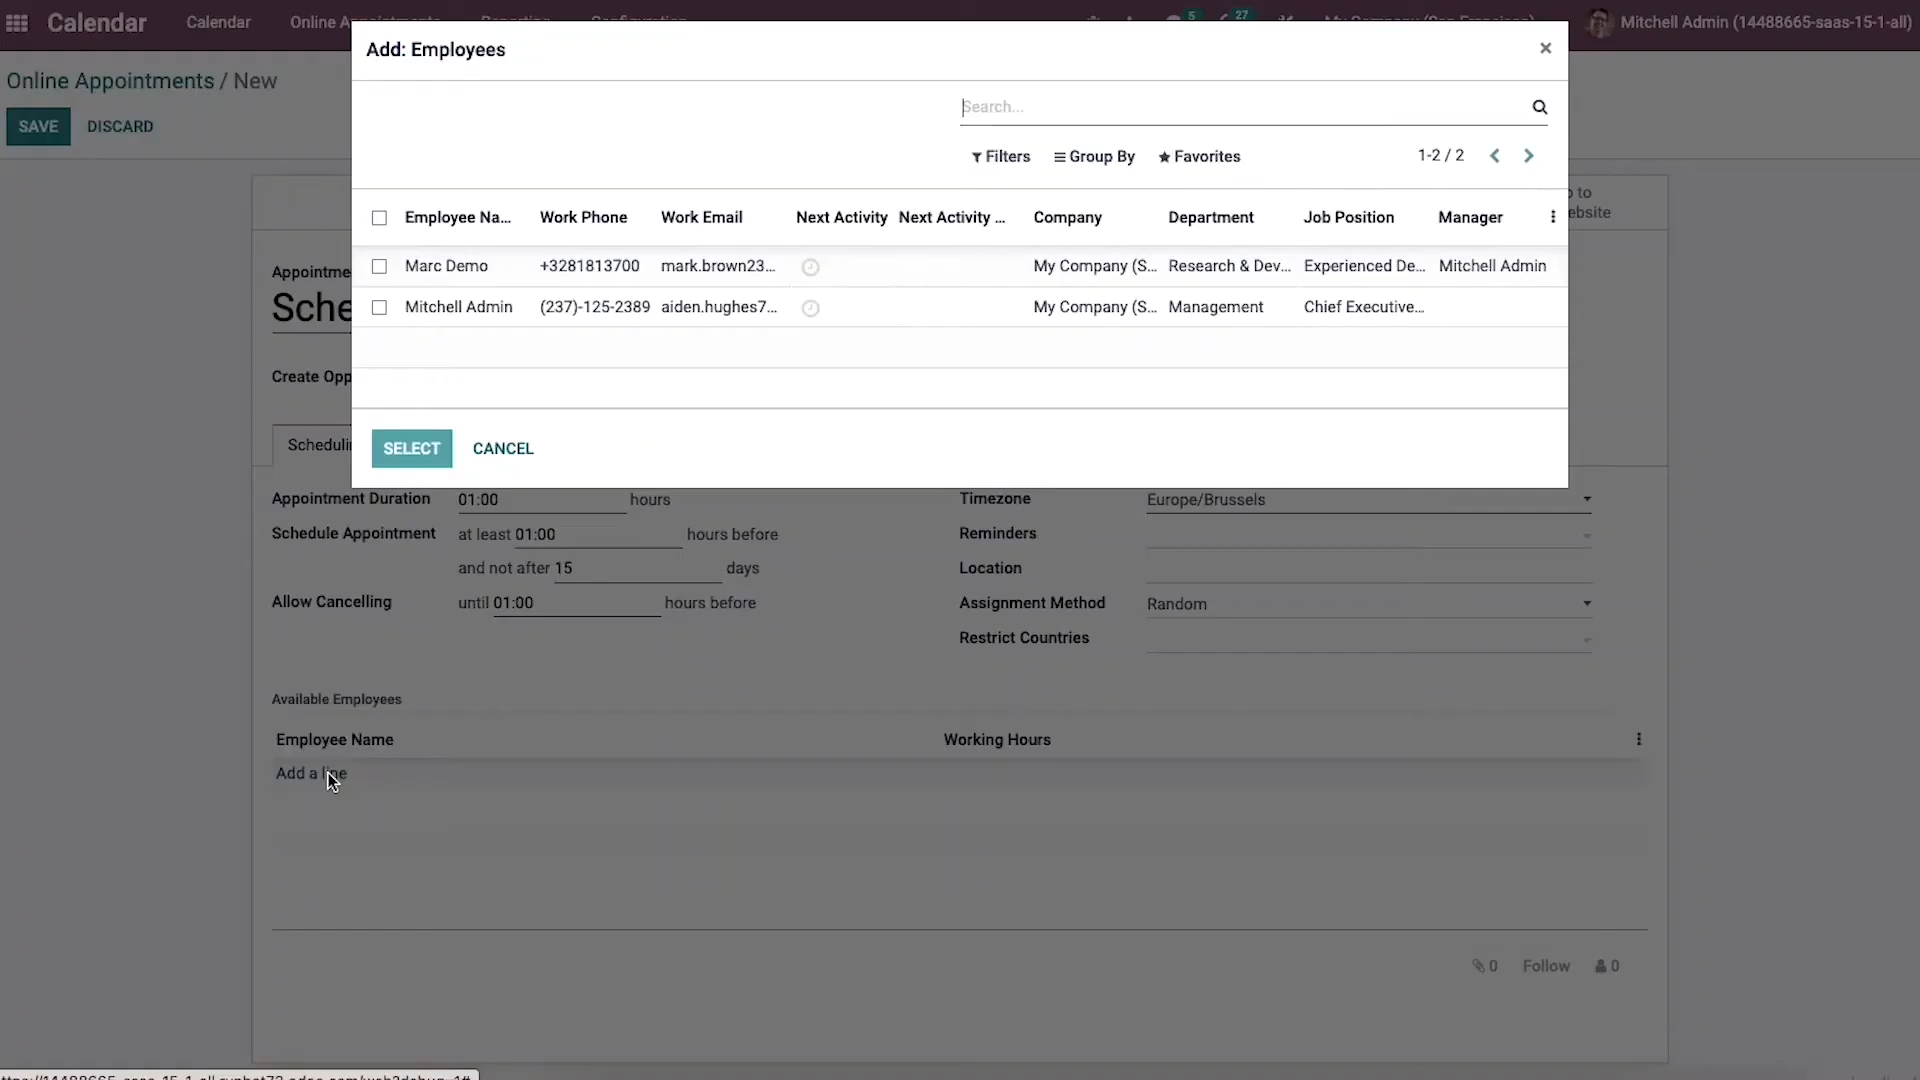 Calendar Calendar 5 27 Mitchell Admin (14488665-saas-15-1-all)
Online Appointments / New
SAVE DISCARD
Add: Employees
Search...
Filters Group By Favorites 1-2 / 2
Employee Na... Work Phone Work Email Next Activity Next Activity ... Company Department Job Position Manager
Marc Demo +3281813700 mark.brown23... My Company (S... Research & Dev... Experienced De... Mitchell Admin
Mitchell Admin (237)-125-2389 aiden.hughes7... My Company (S... Management Chief Executive...
SELECT CANCEL
Appointme
Sche
Create Opp
Scheduli
to
ebsite
Appointment Duration 01:00 hours
Schedule Appointment at least 01:00 hours before
and not after 15 days
Allow Cancelling until 01:00 hours before
Timezone Europe/Brussels
Reminders
Location
Assignment Method Random
Restrict Countries
Available Employees
Employee Name Working Hours
Add a line
0 Follow 0